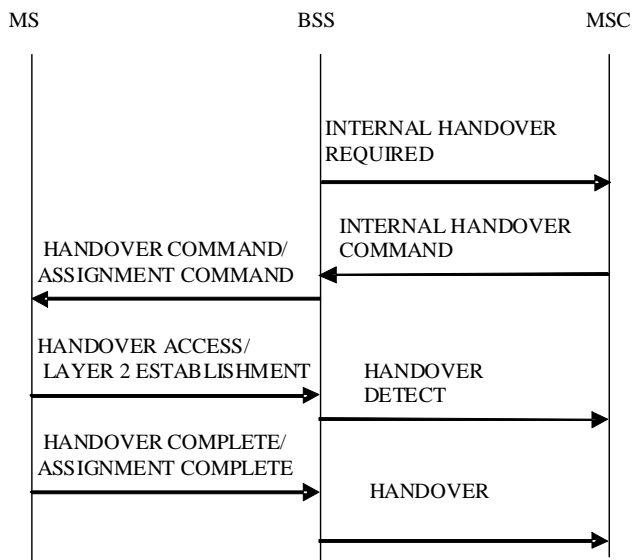 MS BSS MSC
INTERNAL HANDOVER
REQUIRED
INTERNAL HANDOVER
COMMAND
HANDOVER COMMAND/
ASSIGNMENT COMMAND
HANDOVER ACCESS/
LAYER 2 ESTABLISHMENT
HANDOVER
DETECT
HANDOVER COMPLETE/
ASSIGNMENT COMPLETE
HANDOVER